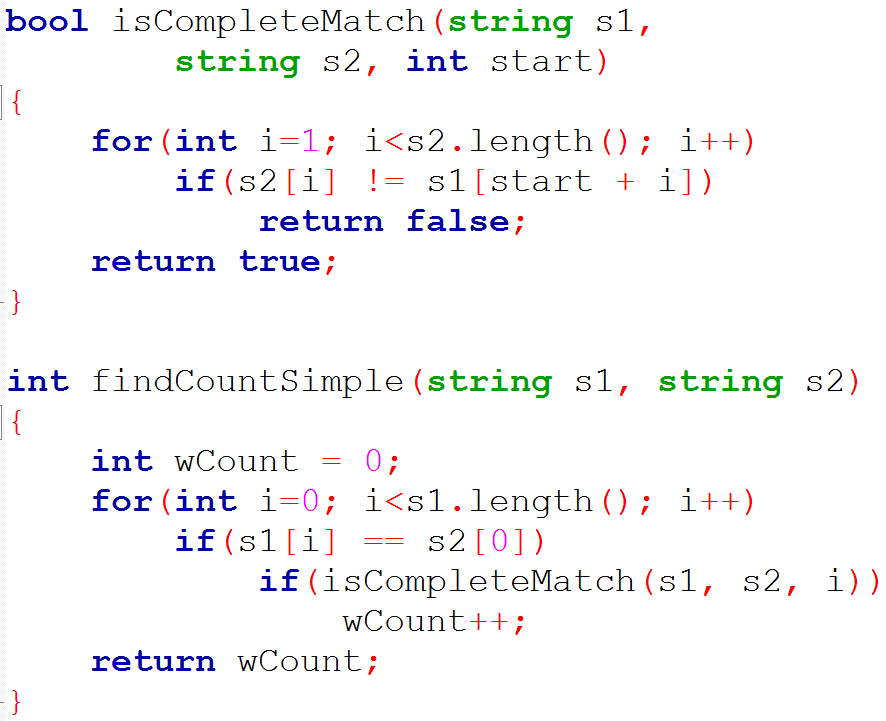 bool isCompleteMatch(string s1,
        string s2, int start)
{
    for(int i=1; i<s2.length(); i++)
        if(s2[i] != s1[start + i])
            return false;
    return true;
}

int findCountSimple(string s1, string s2)
{
    int wCount = 0;
    for(int i=0; i<s1.length(); i++)
        if(s1[i] == s2[0])
            if(isCompleteMatch(s1, s2, i))
                wCount++;
    return wCount;
}